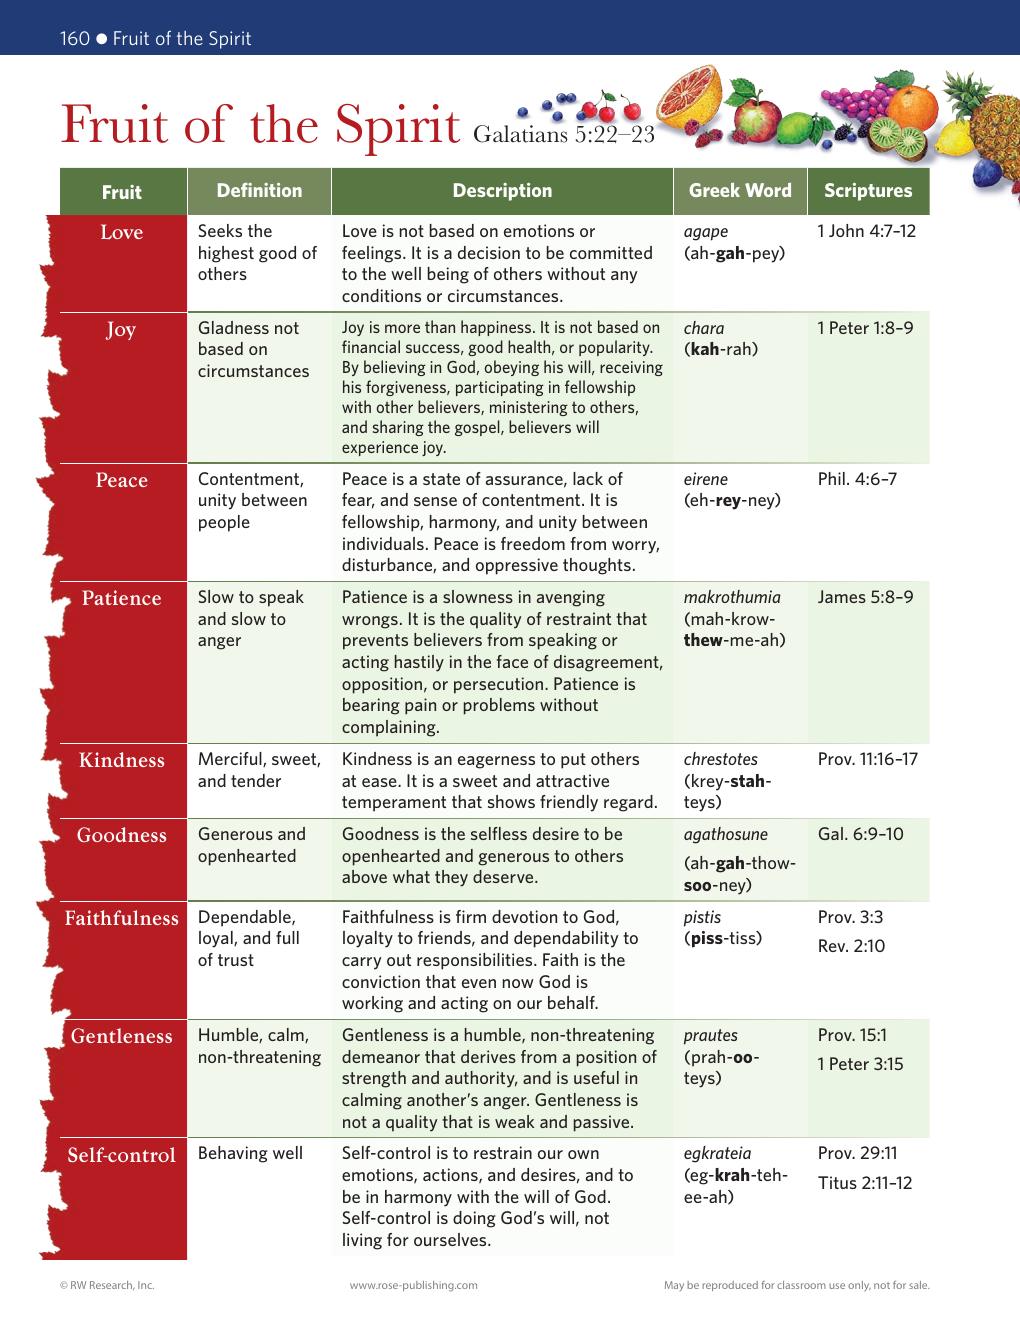 160 ● Fruit of the Spirit
Fruit of the Spirit Galatians 5:22–23
Fruit
Definition
Description
Greek Word
Scriptures
Love
Seeks the
highest good of
others
Love is not based on emotions or
feelings. It is a decision to be committed
to the well being of others without any
conditions or circumstances.
agape
(ah-gah-pey)
1 John 4:7–12
Joy
Gladness not
based on
circumstances
Joy is more than happiness. It is not based on
financial success, good health, or popularity.
By believing in God, obeying his will, receiving
his forgiveness, participating in fellowship
with other believers, ministering to others,
and sharing the gospel, believers will
experience joy.
chara
(kah-rah)
1 Peter 1:8–9
Peace
Contentment,
unity between
people
Peace is a state of assurance, lack of
fear, and sense of contentment. It is
fellowship, harmony, and unity between
individuals. Peace is freedom from worry,
disturbance, and oppressive thoughts.
eirene
(eh-rey-ney)
Phil. 4:6–7
Patience
Slow to speak
and slow to
anger
Patience is a slowness in avenging
wrongs. It is the quality of restraint that
prevents believers from speaking or
acting hastily in the face of disagreement,
opposition, or persecution. Patience is
bearing pain or problems without
complaining.
makrothumia
(mah-krow-
thew-me-ah)
James 5:8–9
Kindness
Merciful, sweet,
and tender
Kindness is an eagerness to put others
at ease. It is a sweet and attractive
temperament that shows friendly regard.
chrestotes
(krey-stah-
teys)
Prov. 11:16–17
Goodness
Generous and
openhearted
Goodness is the selfless desire to be
openhearted and generous to others
above what they deserve.
agathosune
(ah-gah-thow-
soo-ney)
Gal. 6:9–10
Faithfulness
Dependable,
loyal, and full
of trust
Faithfulness is firm devotion to God,
loyalty to friends, and dependability to
carry out responsibilities. Faith is the
conviction that even now God is
working and acting on our behalf.
pistis
(piss-tiss)
Prov. 3:3
Rev. 2:10
Gentleness
Humble, calm,
non-threatening
Gentleness is a humble, non-threatening
demeanor that derives from a position of
strength and authority, and is useful in
calming another’s anger. Gentleness is
not a quality that is weak and passive.
prautes
(prah-oo-
teys)
Prov. 15:1
1 Peter 3:15
Self-control
Behaving well
Self-control is to restrain our own
emotions, actions, and desires, and to
be in harmony with the will of God.
Self-control is doing God’s will, not
living for ourselves.
egkrateia
(eg-krah-teh-
ee-ah)
Prov. 29:11
Titus 2:11–12
© RW Research, Inc.
www.rose-publishing.com
May be reproduced for classroom use only, not for sale.